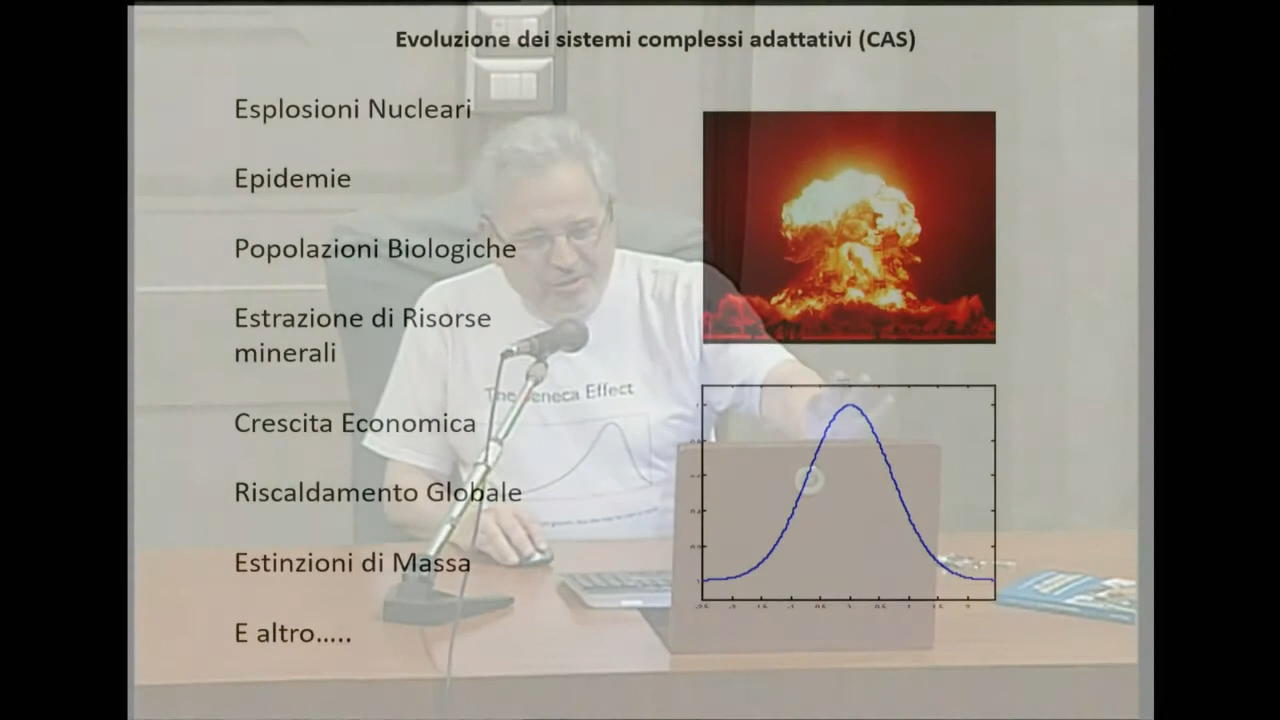 Evoluzione dei sistemi complessi adattativi (CAS)
Esplosioni Nucleari
Epidemie
Popolazioni Biologiche
Estrazione di Risorse
minerali
Crescita Economica
Riscaldamento Globale
Estinzioni di Massa
E altro.....
The Seneca Effect